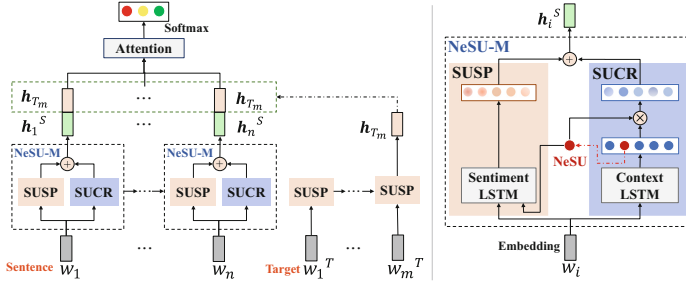 Softmax
Attention
h_{T_m} ... h_{T_m}
h_1^S ... h_n^S
h_{T_m}
NeSU-M
NeSU-M
SUSP SUCR
SUSP SUCR
SUSP SUSP
Sentence w_1 ... w_n
Target w_1^T ... w_m^T
h_i^S
NeSU-M
SUSP
SUCR
NeSU
Sentiment
LSTM
Context
LSTM
Embedding
w_i